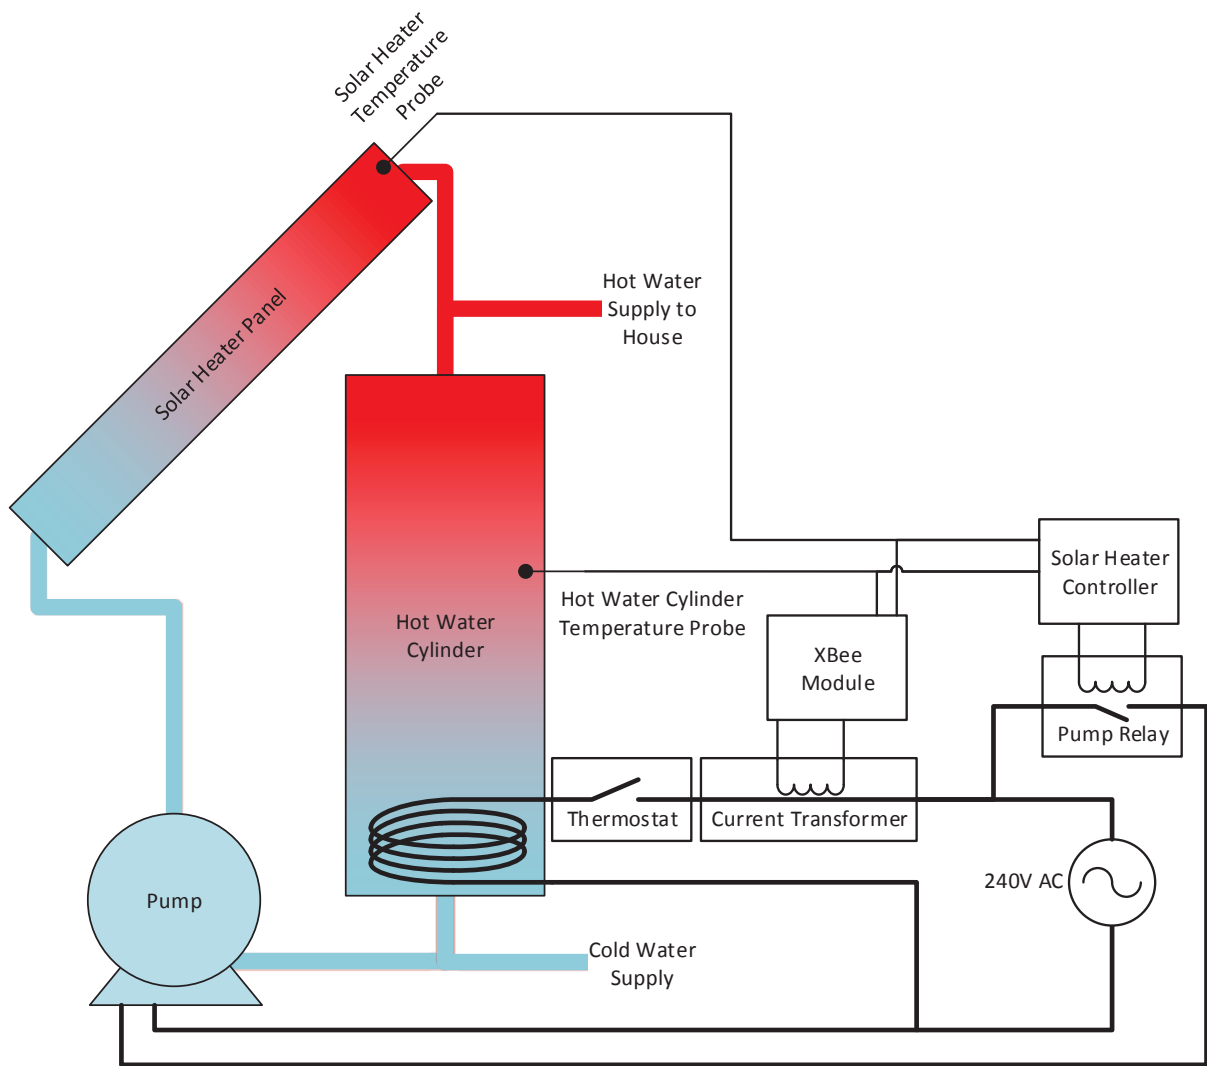 Solar Heater
Temperature
Probe
Solar Heater Panel
Hot Water
Supply to
House
Solar Heater
Controller
Hot Water Cylinder
Temperature Probe
Hot Water
Cylinder
XBee
Module
Pump Relay
Thermostat
Current Transformer
240V AC
Pump
Cold Water
Supply